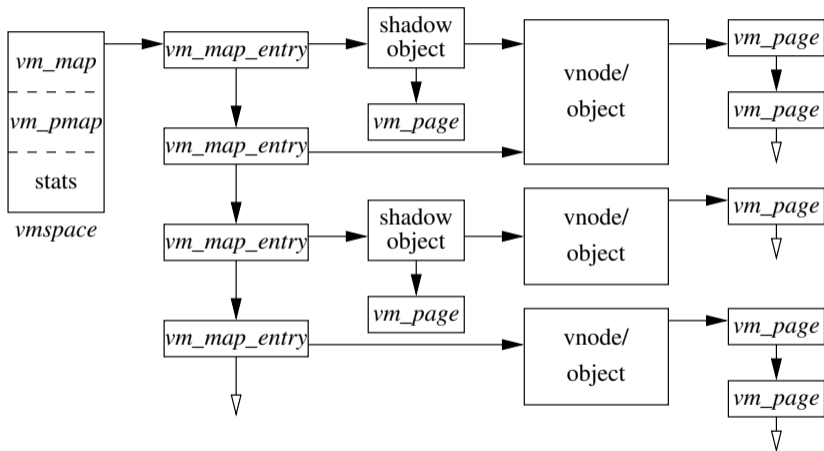 vm_map
vm_pmap
stats
vmspace
vm_map_entry
shadow
object
vm_page
vnode/
object
vm_page
vm_page
vm_map_entry
vm_map_entry
shadow
object
vm_page
vnode/
object
vm_page
vm_map_entry
vnode/
object
vm_page
vm_page